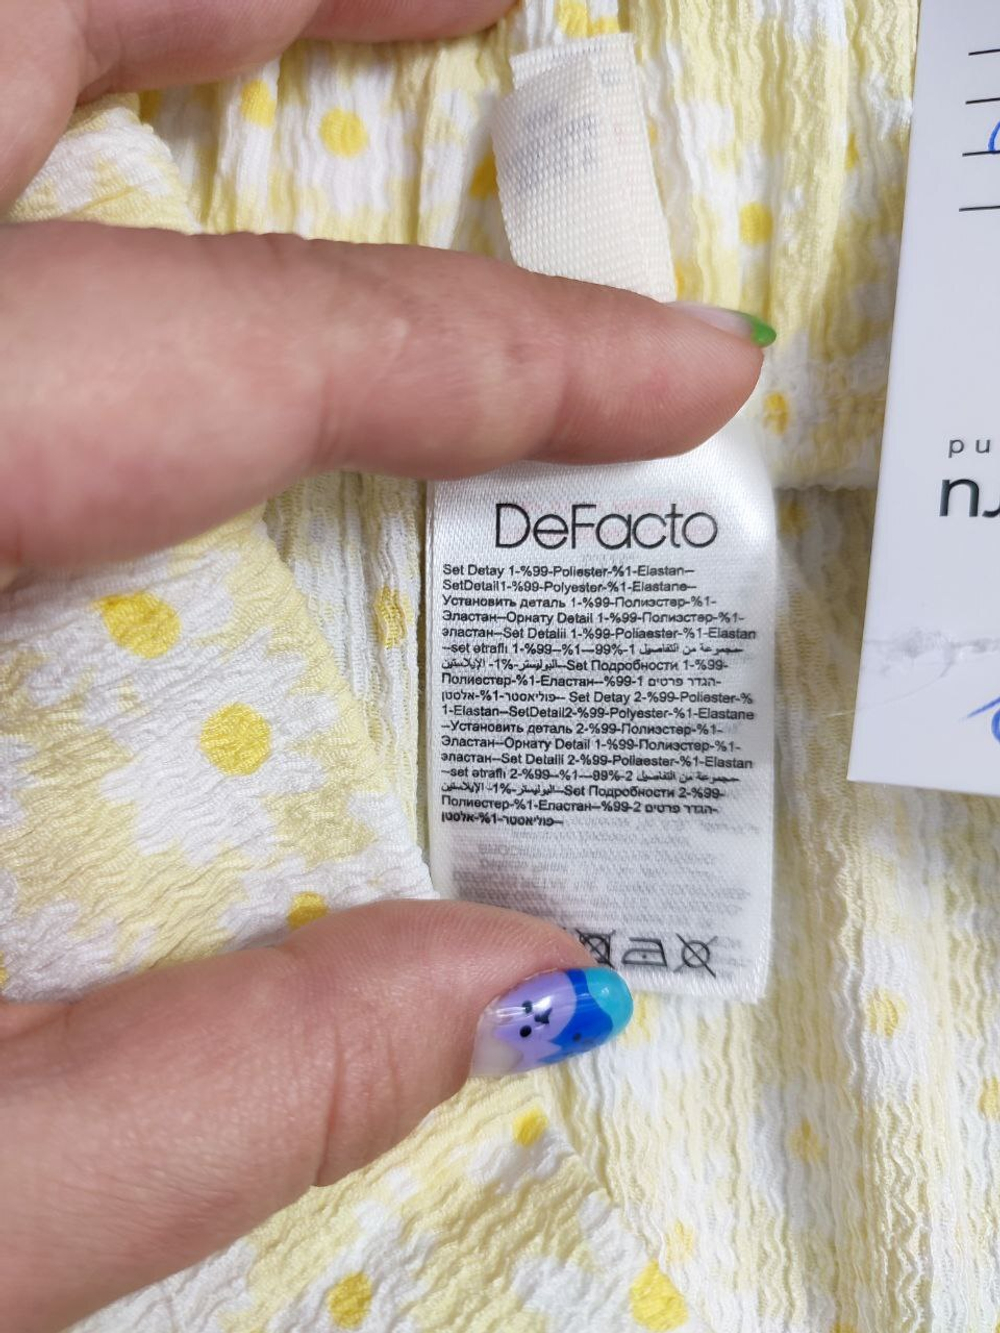 DeFacto
Set Detay 1-%99-Poliester-%1-Elastan--
SetDetail1-%99-Polyester-%1-Elastane--
Установить деталь 1-%99-Полиэстер-%1-
Эластан--Орнату Detail 1-%99-Полиэстер-%1-
эластан--Set Detalii 1-%99-Poliaester-%1-Elastan
--set ətraflı 1-%99--%1---99%-1 مجموعة من التفاصيل
البوليستر-%1- الإيلاستين--Set Подробности 1-%99-
Полиестер-%1-Еластан--%99-1 הגדר פרטים-
פוליאסטר-%1-אלסטן-- Set Detay 2-%99-Poliester-%
1-Elastan--SetDetail2-%99-Polyester-%1-Elastane
--Установить деталь 2-%99-Полиэстер-%1-
Эластан--Орнату Detail 1-%99-Полиэстер-%1-
эластан--Set Detalii 2-%99-Poliaester-%1-Elastan
--set ətraflı 2-%99--%1---99%-2 مجموعة من التفاصيل
البوليستر-%1- الإيلاستين--Set Подробности 2-%99-
Полиестер-%1-Еластан--%99-2 הגדר פרטים-
פוליאסטר-%1-אלסטן--
pu